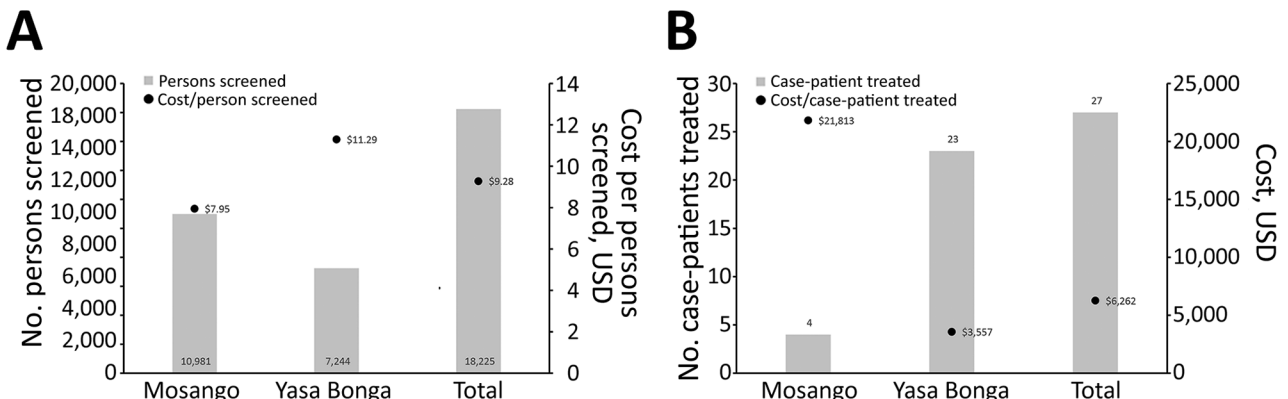 A
No. persons screened
20,000
18,000
14,000
12,000
10,000
8,000
6,000
4,000
2,000
0
Persons screened
Cost/person screened
$7.95
$11.29
$9.28
10,981
7,244
18,225
Mosango
Yasa Bonga
Total
14
12
10
8
6
4
2
0
Cost per persons
screened, USD
B
No. case-patients treated
30
25
20
15
10
5
0
Case-patient treated
Cost/case-patient treated
$21,813
23
27
4
$3,557
$6,262
Mosango
Yasa Bonga
Total
25,000
20,000
15,000
10,000
5,000
0
Cost, USD